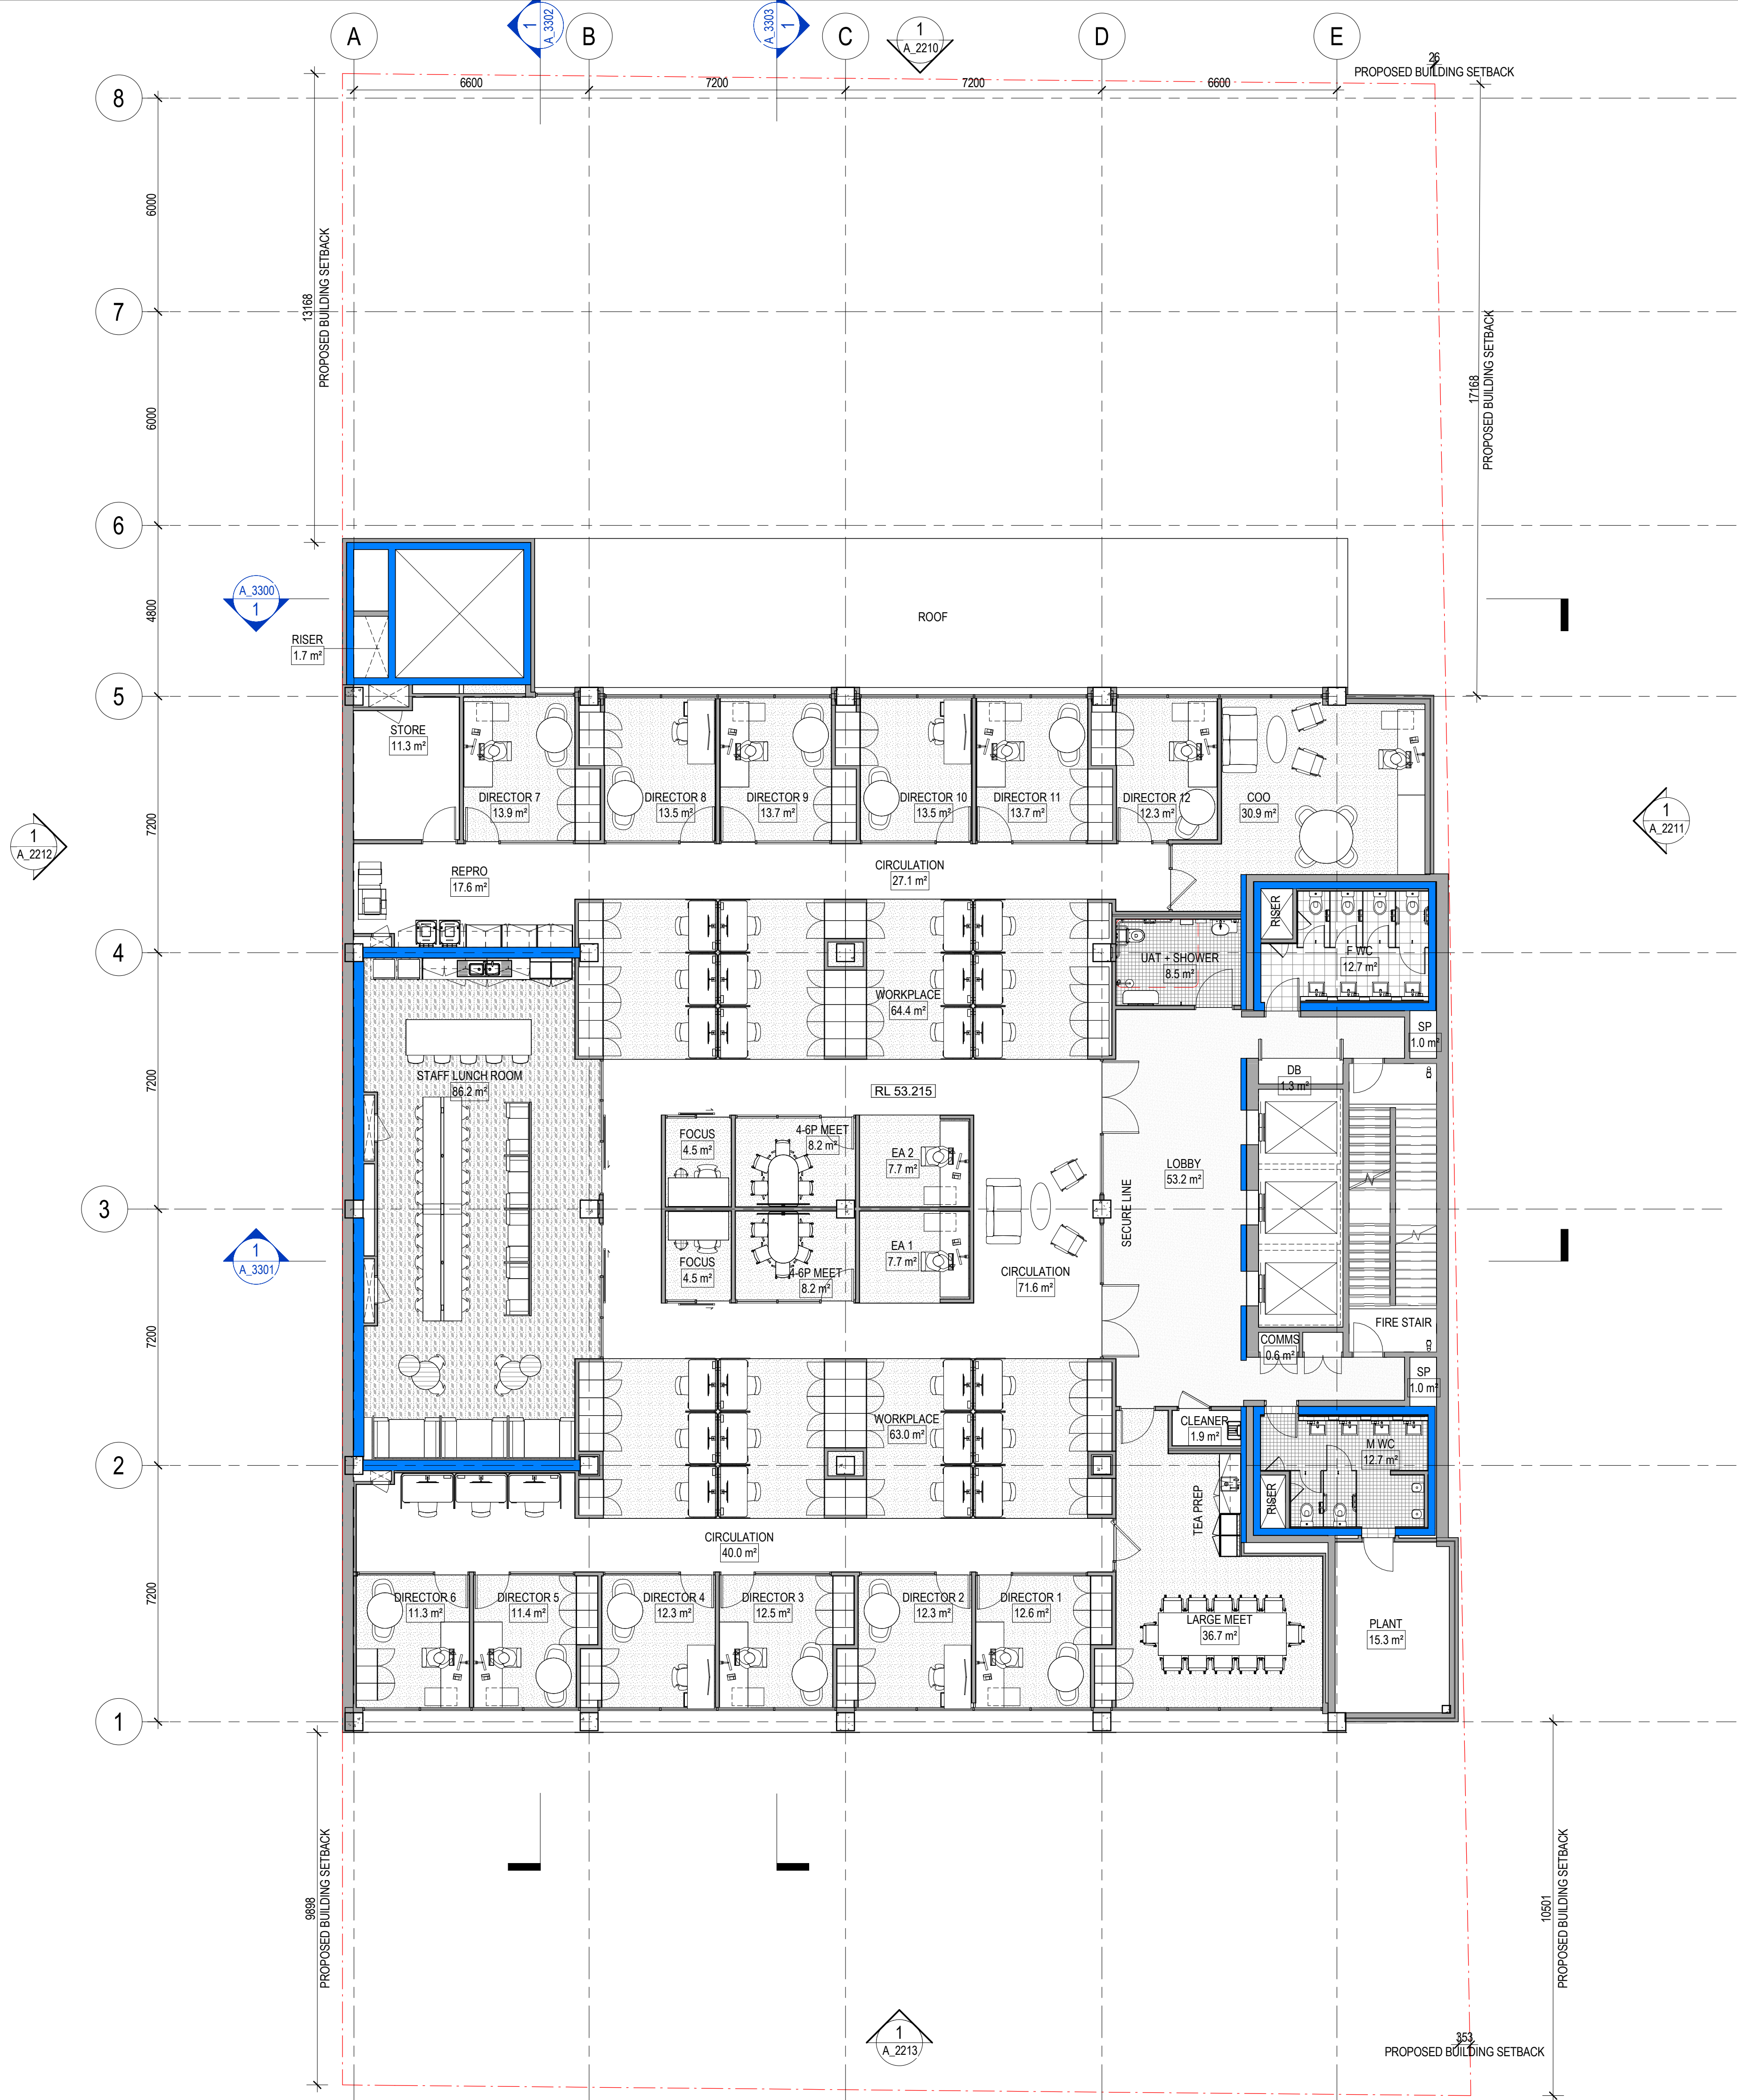 A
1
A_3302
B
A_3303
1
C
1
A_2210
D
E
26
PROPOSED BUILDING SETBACK
6600
7200
7200
6600
8
6000
13168
PROPOSED BUILDING SETBACK
7
17168
PROPOSED BUILDING SETBACK
6000
6
A_3300
1
4800
ROOF
RISER
1.7 m²
5
STORE
11.3 m²
DIRECTOR 7
13.9 m²
DIRECTOR 8
13.5 m²
DIRECTOR 9
13.7 m²
DIRECTOR 10
13.5 m²
DIRECTOR 11
13.7 m²
DIRECTOR 12
12.3 m²
COO
30.9 m²
7200
1
A_2212
1
A_2211
REPRO
17.6 m²
CIRCULATION
27.1 m²
RISER
4
F WC
12.7 m²
UAT + SHOWER
8.5 m²
WORKPLACE
64.4 m²
SP
1.0 m²
7200
STAFF LUNCH ROOM
86.2 m²
RL 53.215
DB
1.3 m²
FOCUS
4.5 m²
4-6P MEET
8.2 m²
EA 2
7.7 m²
LOBBY
53.2 m²
3
SECURE LINE
1
A_3301
FOCUS
4.5 m²
4-6P MEET
8.2 m²
EA 1
7.7 m²
CIRCULATION
71.6 m²
7200
FIRE STAIR
COMMS
0.6 m²
SP
1.0 m²
WORKPLACE
63.0 m²
CLEANER
1.9 m²
M WC
12.7 m²
2
RISER
TEA PREP
CIRCULATION
40.0 m²
7200
DIRECTOR 6
11.3 m²
DIRECTOR 5
11.4 m²
DIRECTOR 4
12.3 m²
DIRECTOR 3
12.5 m²
DIRECTOR 2
12.3 m²
DIRECTOR 1
12.6 m²
LARGE MEET
36.7 m²
PLANT
15.3 m²
1
9898
PROPOSED BUILDING SETBACK
10501
PROPOSED BUILDING SETBACK
1
A_2213
353
PROPOSED BUILDING SETBACK